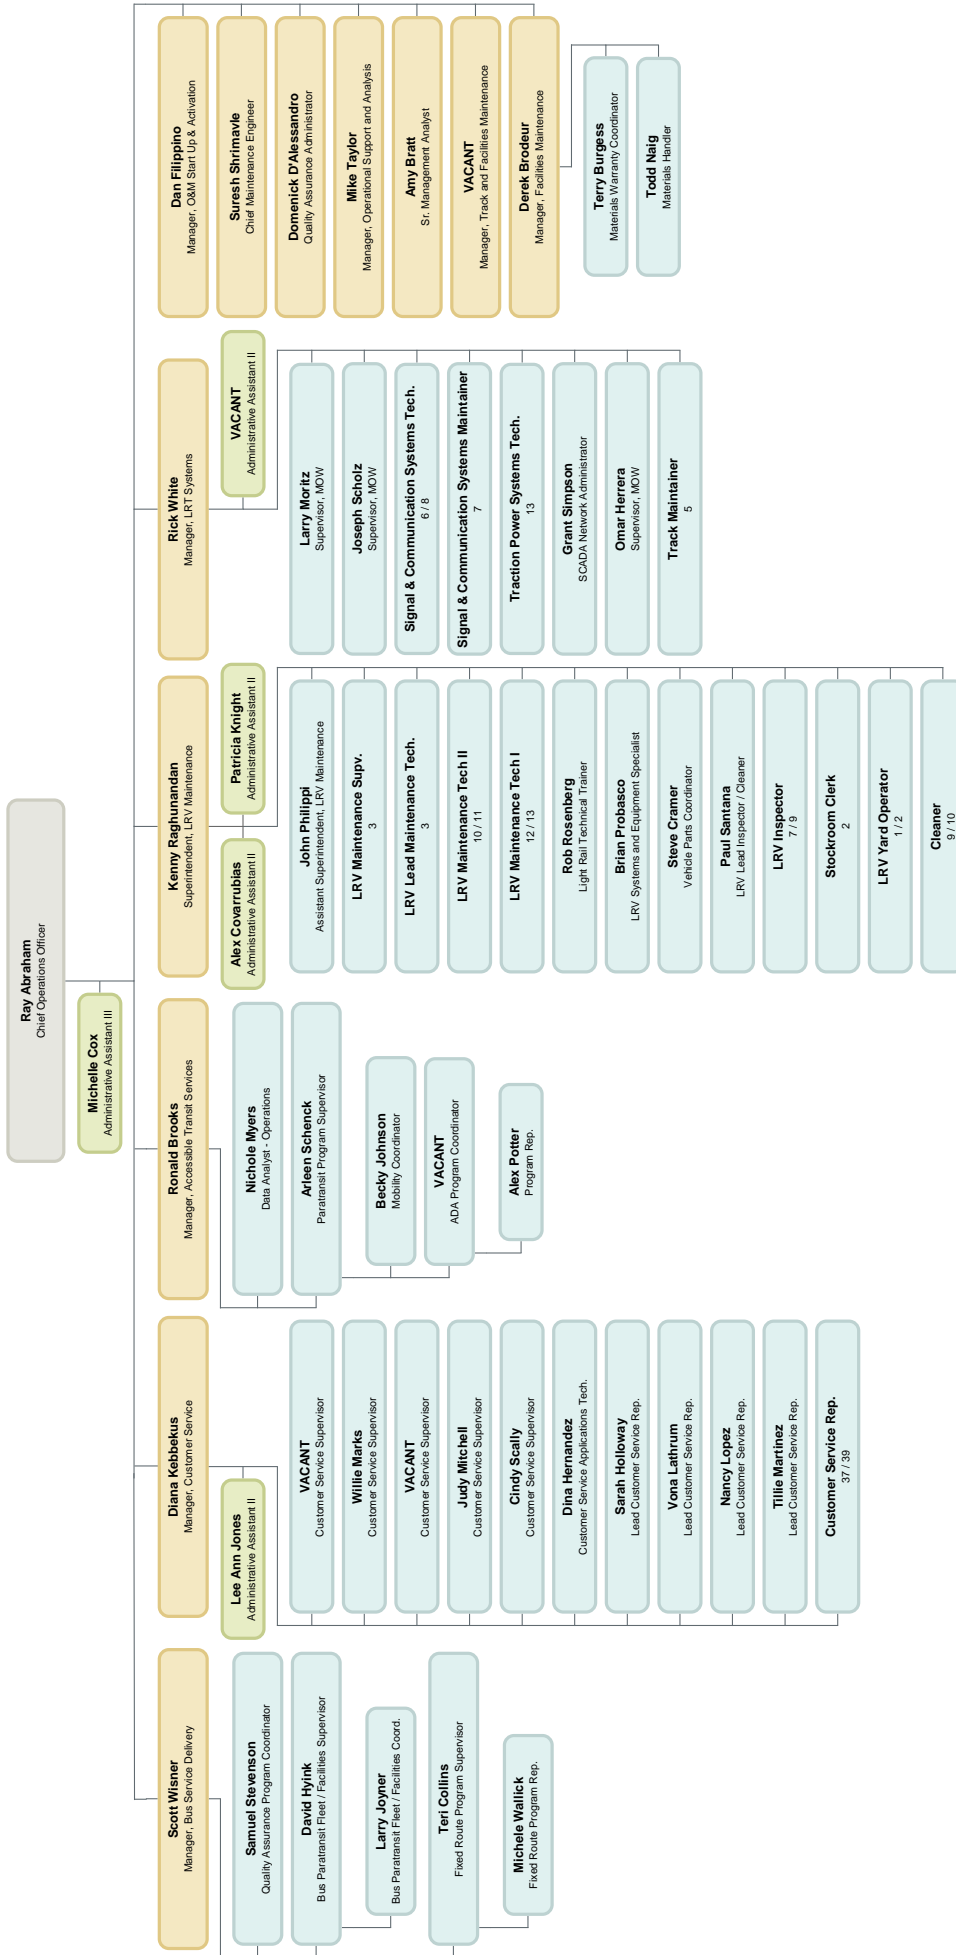 Ray Abraham
Chief Operations Officer
Michelle Cox
Administrative Assistant III
Scott Wisner
Manager, Bus Service Delivery
Samuel Stevenson
Quality Assurance Program Coordinator
David Hyink
Bus Paratransit Fleet / Facilities Supervisor
Larry Joyner
Bus Paratransit Fleet / Facilities Coord.
Teri Collins
Fixed Route Program Supervisor
Michele Wallick
Fixed Route Program Rep.
Diana Kebbekus
Manager, Customer Service
Lee Ann Jones
Administrative Assistant II
VACANT
Customer Service Supervisor
Willie Marks
Customer Service Supervisor
VACANT
Customer Service Supervisor
Judy Mitchell
Customer Service Supervisor
Cindy Scally
Customer Service Supervisor
Dina Hernandez
Customer Service Applications Tech.
Sarah Holloway
Lead Customer Service Rep.
Vona Lathrum
Lead Customer Service Rep.
Nancy Lopez
Lead Customer Service Rep.
Tillie Martinez
Lead Customer Service Rep.
Customer Service Rep.
37 / 39
Ronald Brooks
Manager, Accessible Transit Services
Nichole Myers
Data Analyst - Operations
Arleen Schenck
Paratransit Program Supervisor
Becky Johnson
Mobility Coordinator
VACANT
ADA Program Coordinator
Alex Potter
Program Rep.
Kenny Raghunandan
Superintendent, LRV Maintenance
Alex Covarrubias
Administrative Assistant II
Patricia Knight
Administrative Assistant II
John Philippi
Assistant Superintendent, LRV Maintenance
LRV Maintenance Supv.
3
LRV Lead Maintenance Tech.
3
LRV Maintenance Tech II
10 / 11
LRV Maintenance Tech I
12 / 13
Rob Rosenberg
Light Rail Technical Trainer
Brian Probasco
LRV Systems and Equipment Specialist
Steve Cramer
Vehicle Parts Coordinator
Paul Santana
LRV Lead Inspector / Cleaner
LRV Inspector
7 / 9
Stockroom Clerk
2
LRV Yard Operator
1 / 2
Cleaner
9 / 10
Rick White
Manager, LRT Systems
VACANT
Administrative Assistant II
Larry Moritz
Supervisor, MOW
Joseph Scholz
Supervisor, MOW
Signal & Communication Systems Tech.
6 / 8
Signal & Communication Systems Maintainer
7
Traction Power Systems Tech.
13
Grant Simpson
SCADA Network Administrator
Omar Herrera
Supervisor, MOW
Track Maintainer
5
Dan Filippino
Manager, O&M Start Up & Activation
Suresh Shrimavle
Chief Maintenance Engineer
Domenick D'Alessandro
Quality Assurance Administrator
Mike Taylor
Manager, Operational Support and Analysis
Amy Bratt
Sr. Management Analyst
VACANT
Manager, Track and Facilities Maintenance
Derek Brodeur
Manager, Facilities Maintenance
Terry Burgess
Materials Warranty Coordinator
Todd Naig
Materials Handler